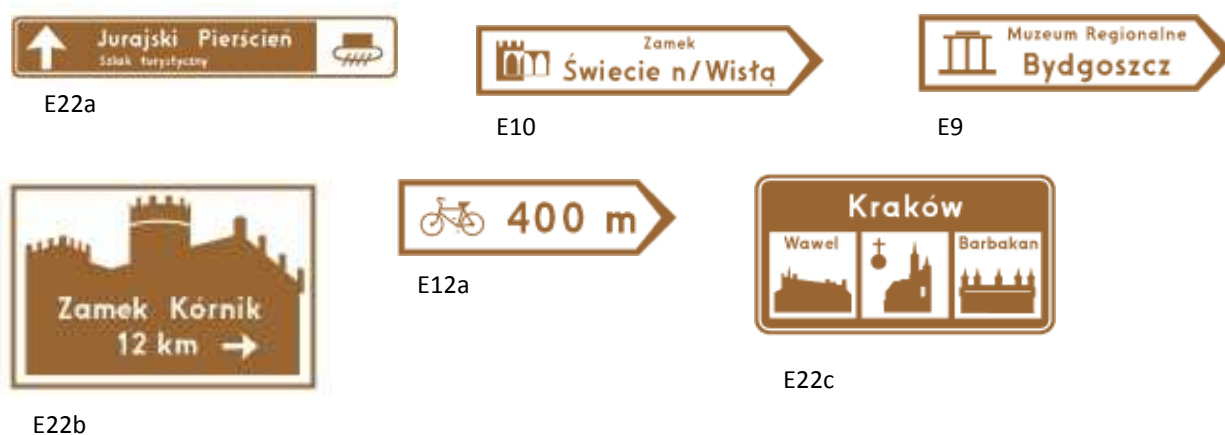 Jurajski Pierścień
Szlak turystyczny
E22a
Zamek
Świecie n/Wisłą
E10
Muzeum Regionalne
Bydgoszcz
E9
Zamek Kórnik
12 km
E22b
400 m
E12a
Kraków
Wawel
Barbakan
E22c